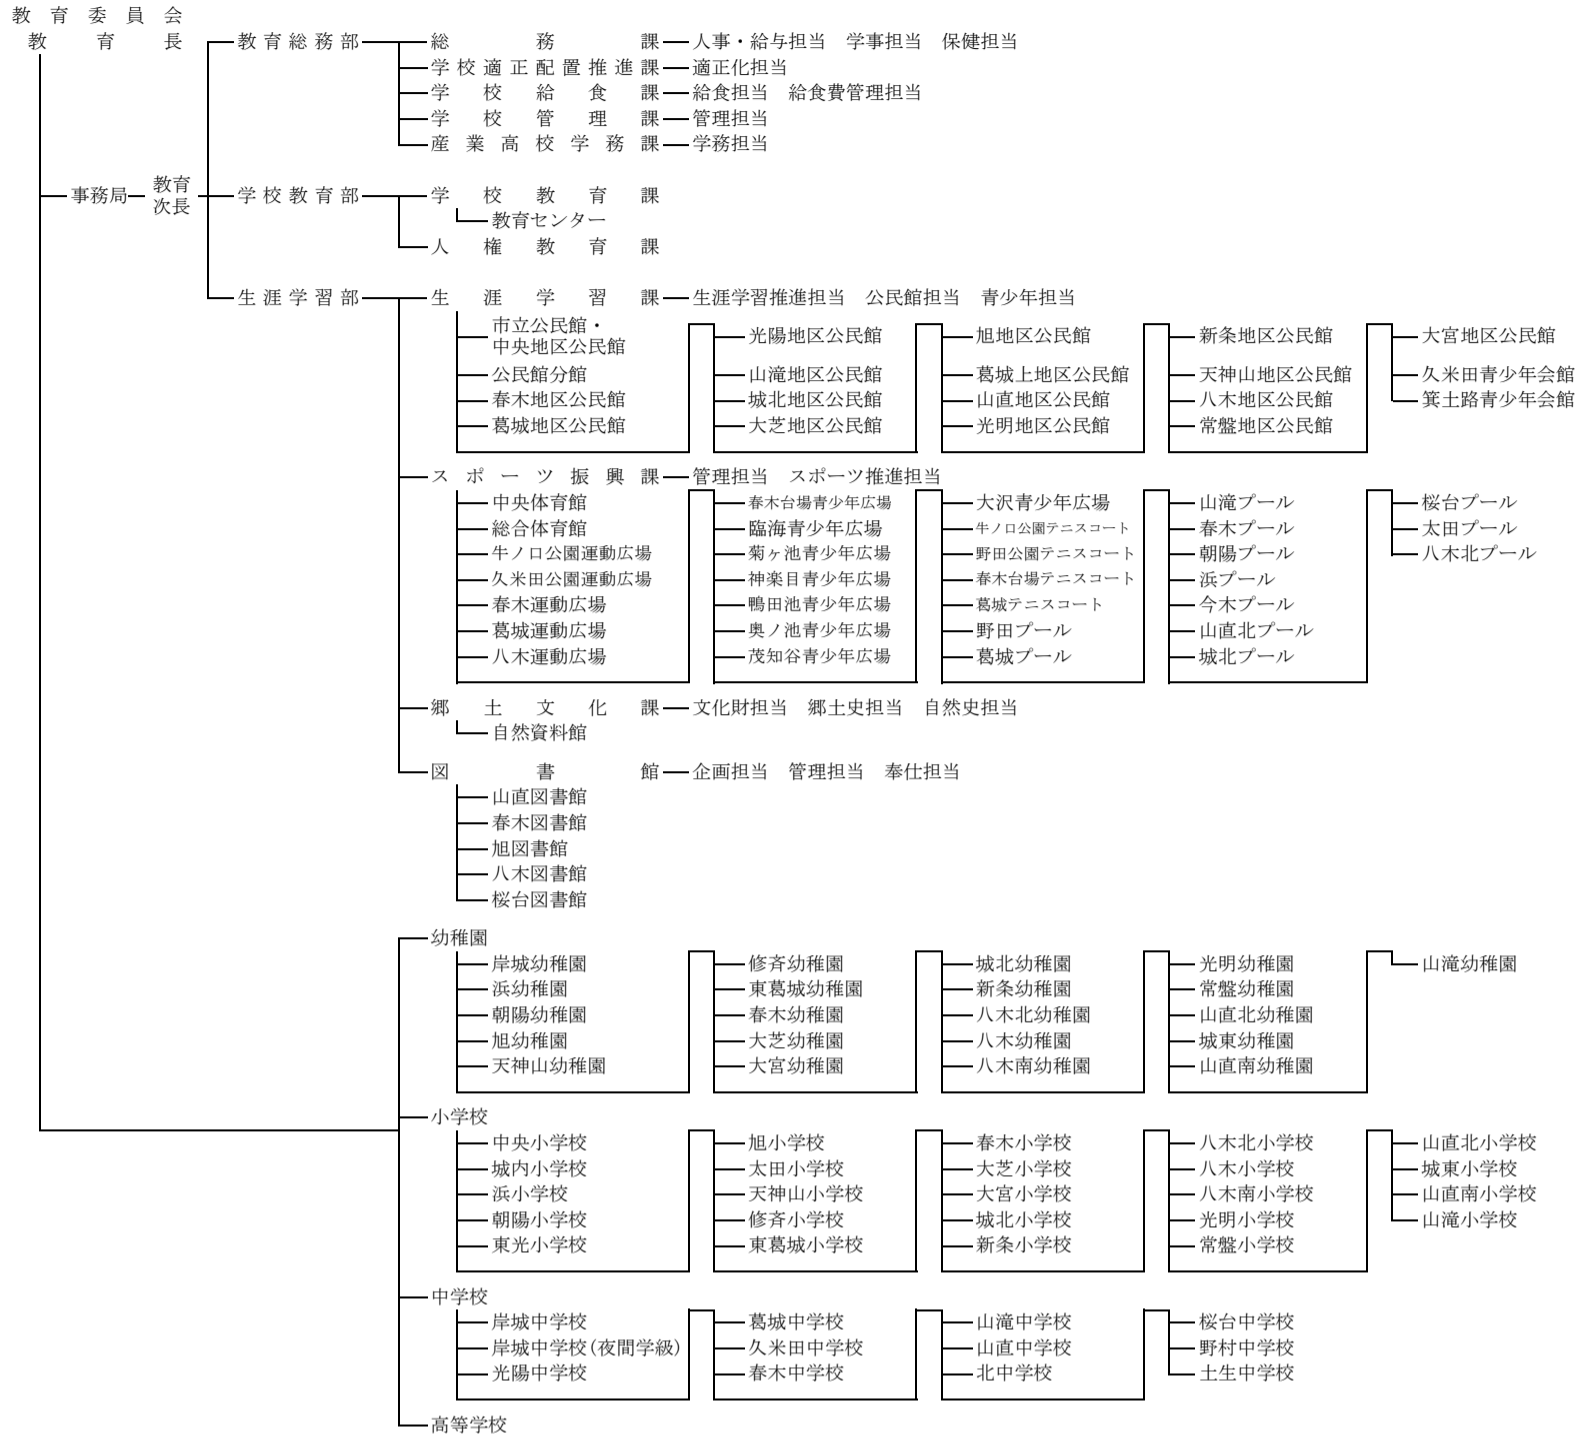 教育委員会
教育長
教育総務部 総務課 人事・給与担当 学事担当 保健担当
学校適正配置推進課 適正化担当
学校給食課 給食担当 給食費管理担当
学校管理課 管理担当
産業高校学務課 学務担当
事務局 教育次長 学校教育部 学校教育課
教育センター
人権教育課
生涯学習部 生涯学習課 生涯学習推進担当 公民館担当 青少年担当
市立公民館・
中央地区公民館 光陽地区公民館 旭地区公民館 新条地区公民館 大宮地区公民館
公民館分館 山滝地区公民館 葛城上地区公民館 天神山地区公民館 久米田青少年会館
春木地区公民館 城北地区公民館 山直地区公民館 八木地区公民館 箕土路青少年会館
葛城地区公民館 大芝地区公民館 光明地区公民館 常盤地区公民館
スポーツ振興課 管理担当 スポーツ推進担当
中央体育館 春木台場青少年広場 大沢青少年広場 山滝プール 桜台プール
総合体育館 臨海青少年広場 牛ノ口公園テニスコート 春木プール 太田プール
牛ノ口公園運動広場 菊ヶ池青少年広場 野田公園テニスコート 朝陽プール 八木北プール
久米田公園運動広場 神楽目青少年広場 春木台場テニスコート 浜プール
春木運動広場 鴨田池青少年広場 葛城テニスコート 今木プール
葛城運動広場 奥ノ池青少年広場 野田プール 山直北プール
八木運動広場 茂知谷青少年広場 葛城プール 城北プール
郷土文化課 文化財担当 郷土史担当 自然史担当
自然資料館
図書館 企画担当 管理担当 奉仕担当
山直図書館
春木図書館
旭図書館
八木図書館
桜台図書館
幼稚園
岸城幼稚園 修斉幼稚園 城北幼稚園 光明幼稚園 山滝幼稚園
浜幼稚園 東葛城幼稚園 新条幼稚園 常盤幼稚園
朝陽幼稚園 春木幼稚園 八木北幼稚園 山直北幼稚園
旭幼稚園 大芝幼稚園 八木幼稚園 城東幼稚園
天神山幼稚園 大宮幼稚園 八木南幼稚園 山直南幼稚園
小学校
中央小学校 旭小学校 春木小学校 八木北小学校 山直北小学校
城内小学校 太田小学校 大芝小学校 八木小学校 城東小学校
浜小学校 天神山小学校 大宮小学校 八木南小学校 山直南小学校
朝陽小学校 修斉小学校 城北小学校 光明小学校 山滝小学校
東光小学校 東葛城小学校 新条小学校 常盤小学校
中学校
岸城中学校 葛城中学校 山滝中学校 桜台中学校
岸城中学校(夜間学級) 久米田中学校 山直中学校 野村中学校
光陽中学校 春木中学校 北中学校 土生中学校
高等学校